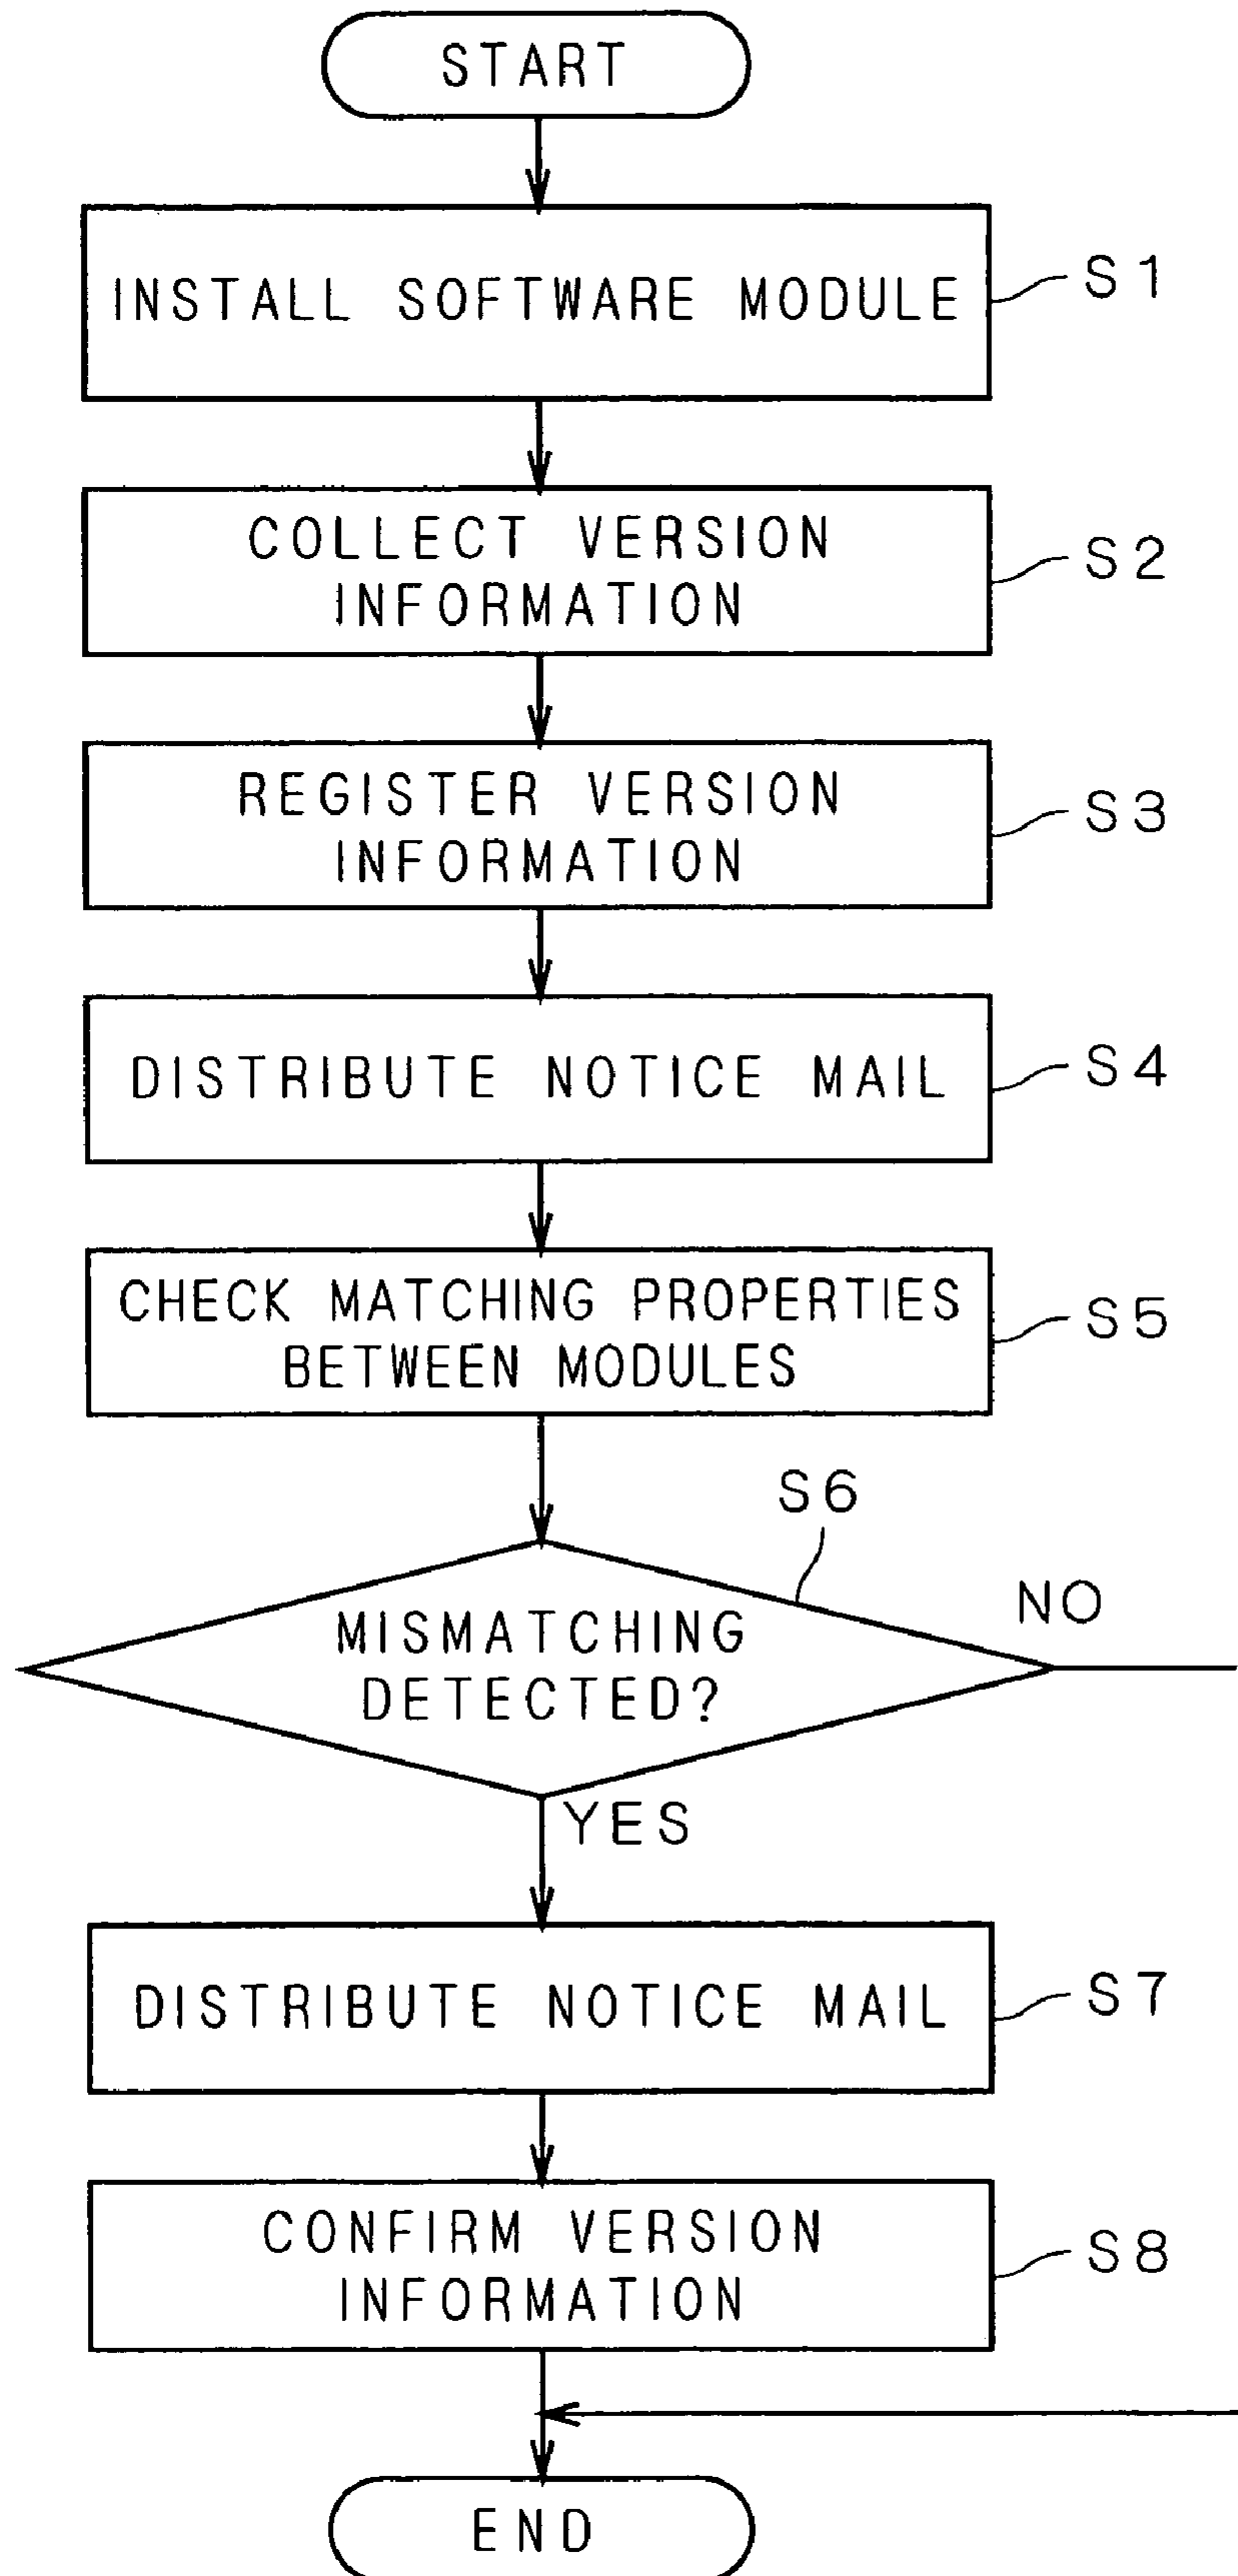 START
INSTALL SOFTWARE MODULE
S1
COLLECT VERSION
INFORMATION
S2
REGISTER VERSION
INFORMATION
S3
DISTRIBUTE NOTICE MAIL
S4
CHECK MATCHING PROPERTIES
BETWEEN MODULES
S5
S6
MISMATCHING
DETECTED?
NO
YES
DISTRIBUTE NOTICE MAIL
S7
CONFIRM VERSION
INFORMATION
S8
END